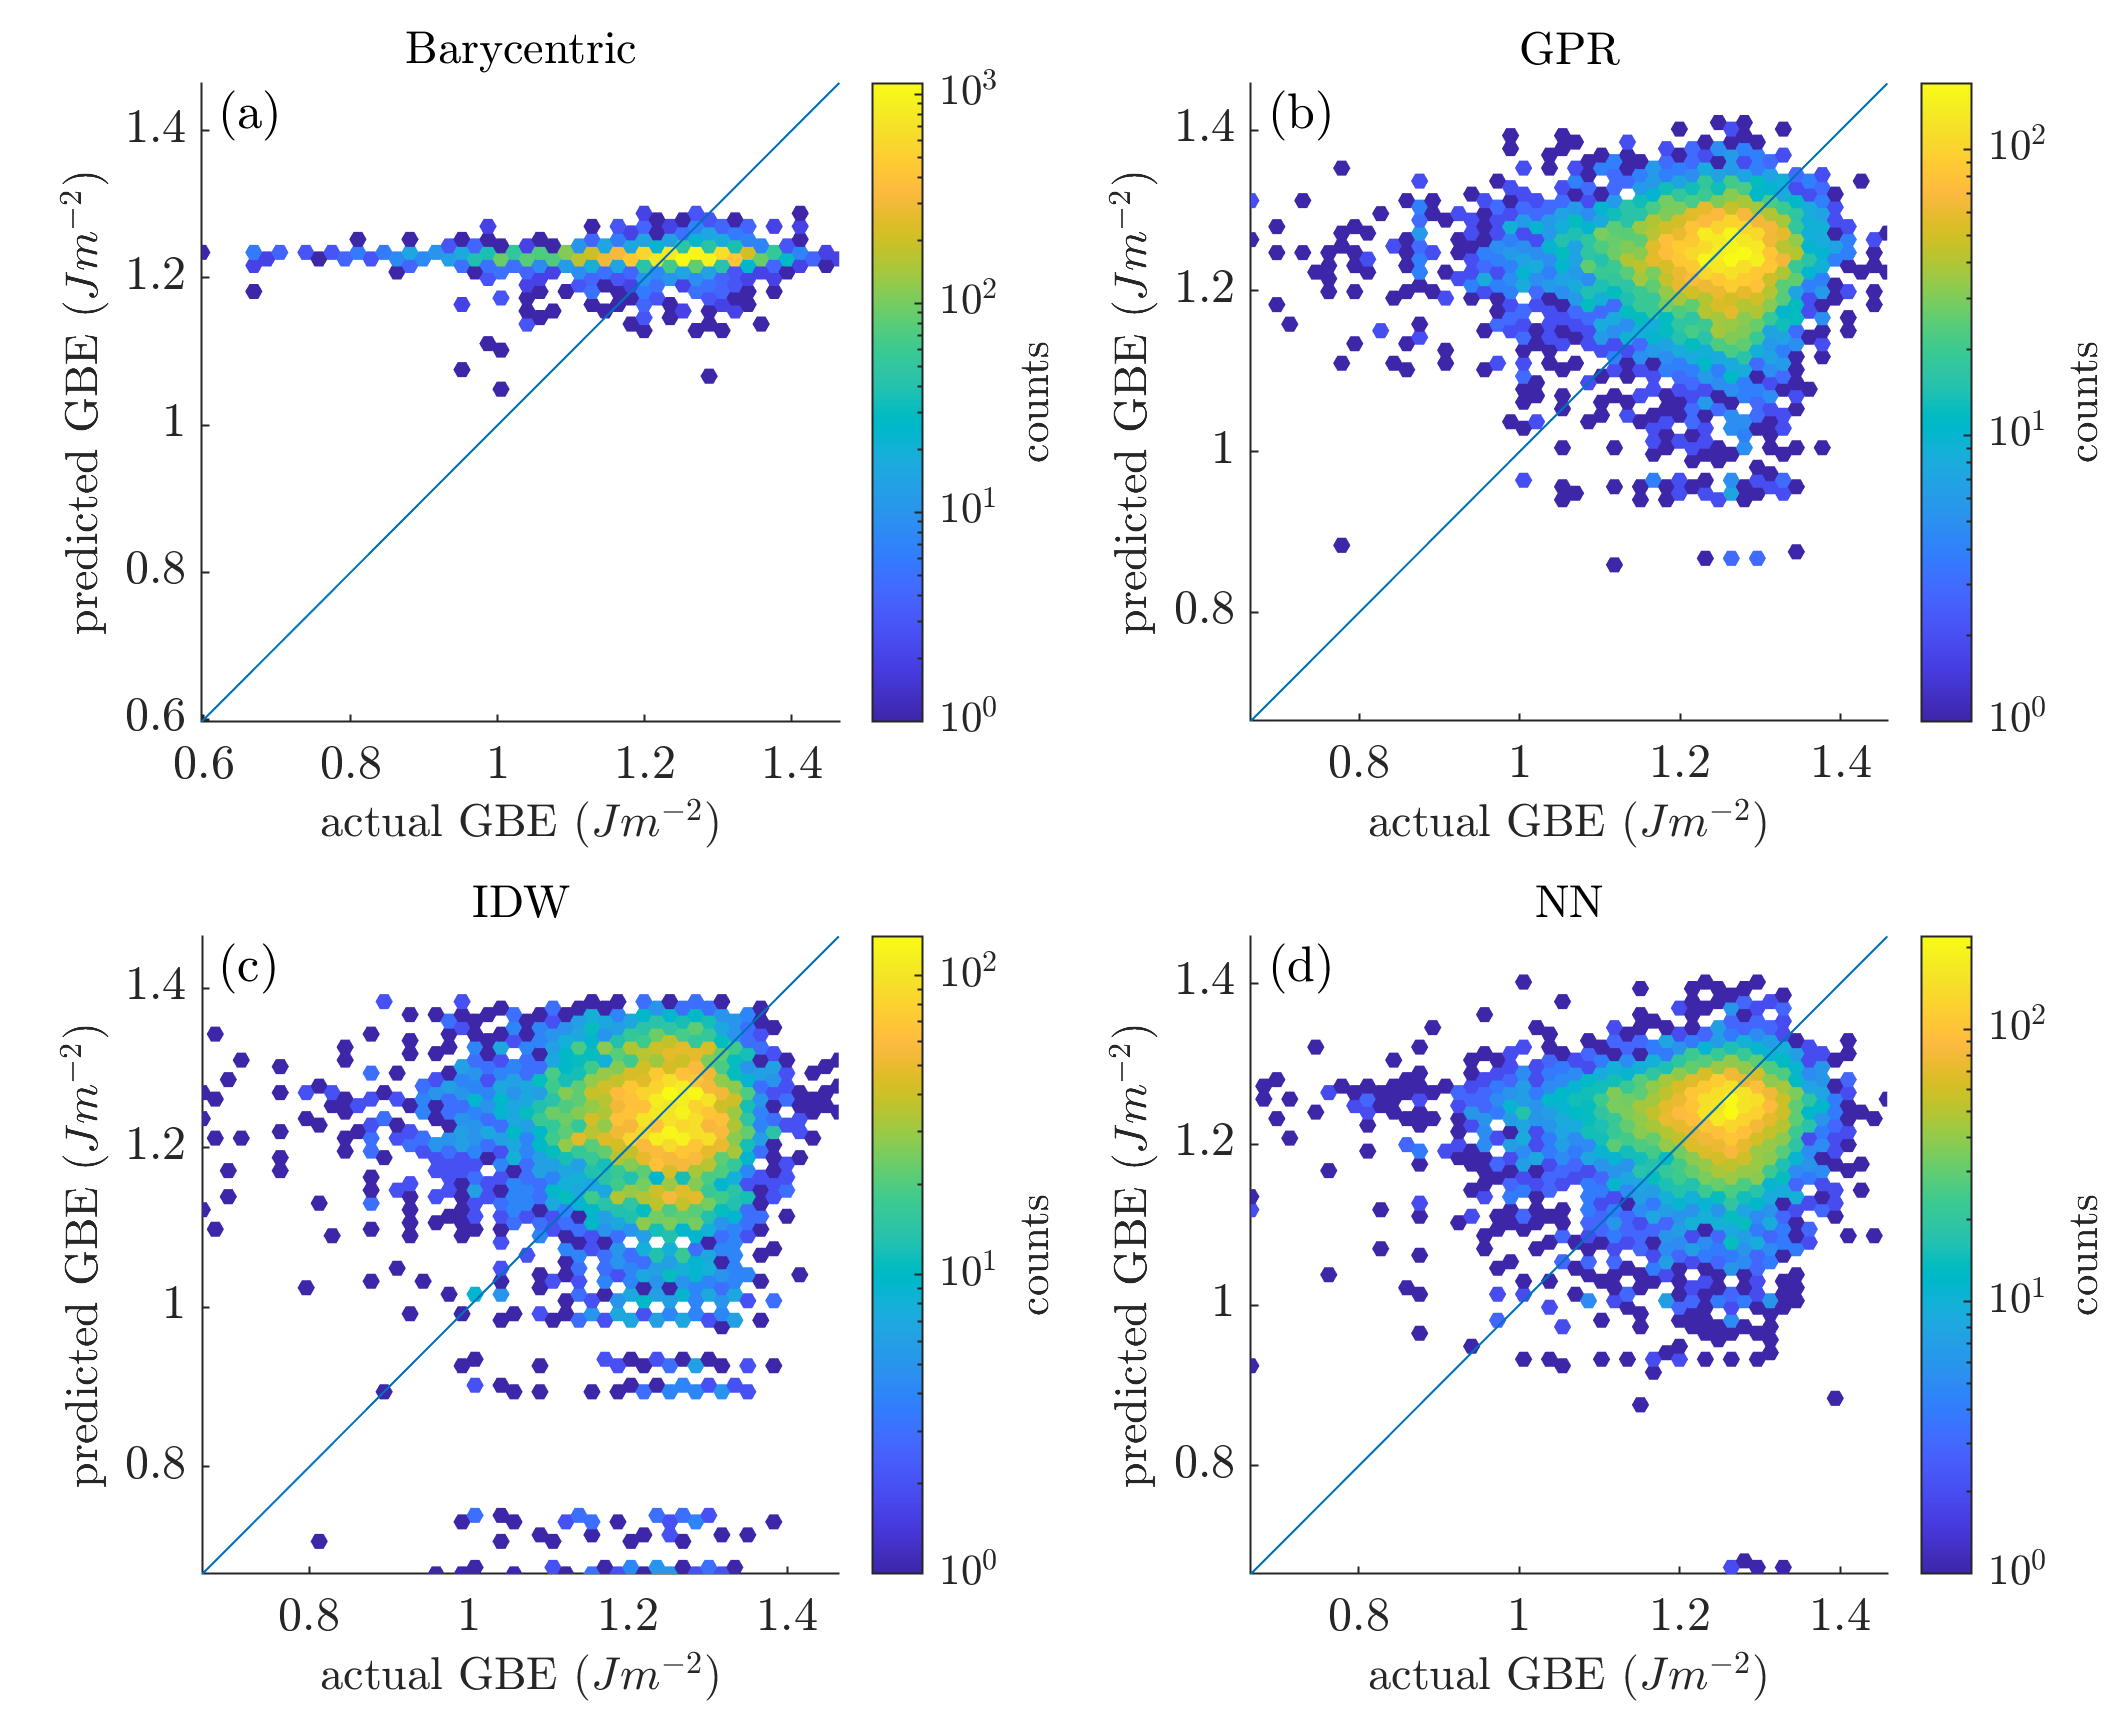 Barycentric
(a)
1.4
1.2
1
0.8
0.6
0.6 0.8 1 1.2 1.4
predicted GBE (Jm⁻²)
actual GBE (Jm⁻²)
10³
10²
10¹
10⁰
counts
GPR
(b)
1.4
1.2
1
0.8
0.8 1 1.2 1.4
predicted GBE (Jm⁻²)
actual GBE (Jm⁻²)
10²
10¹
10⁰
counts
IDW
(c)
1.4
1.2
1
0.8
0.8 1 1.2 1.4
predicted GBE (Jm⁻²)
actual GBE (Jm⁻²)
10²
10¹
10⁰
counts
NN
(d)
1.4
1.2
1
0.8
0.8 1 1.2 1.4
predicted GBE (Jm⁻²)
actual GBE (Jm⁻²)
10²
10¹
10⁰
counts